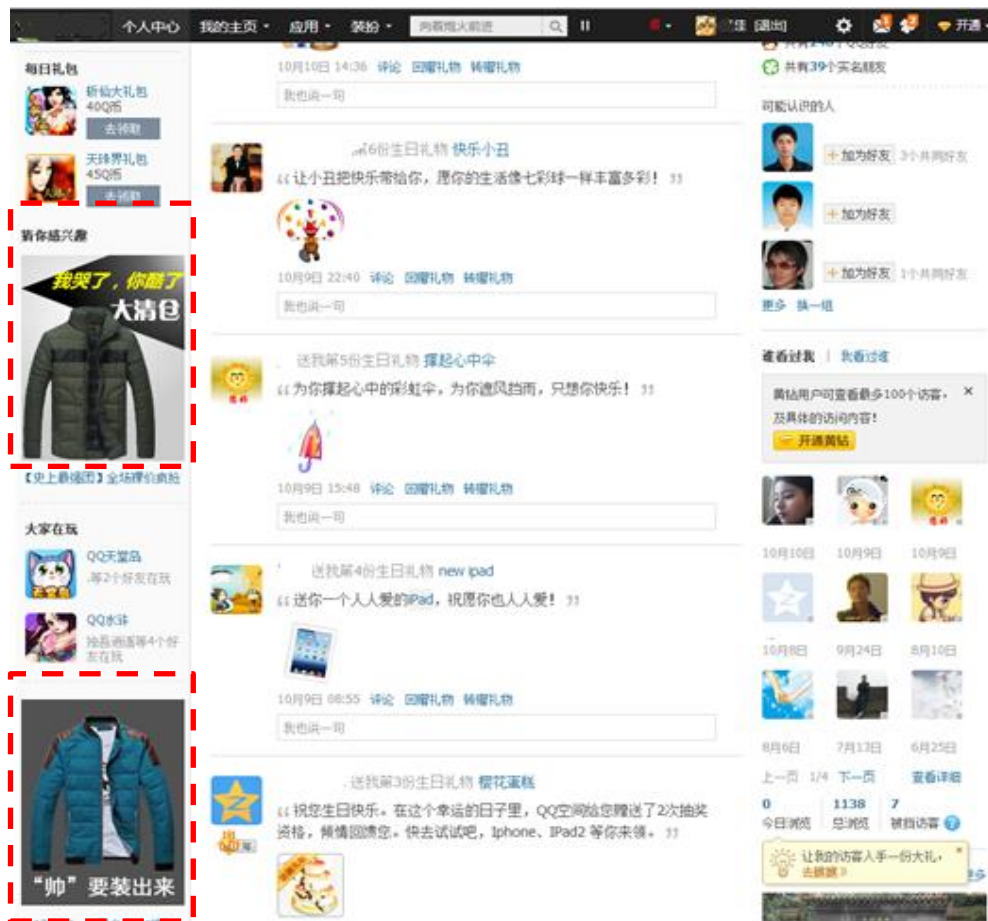 个人中心 我的主页 应用 装扮 向着炮火前进 [退出] 开通
每日礼包
斩仙大礼包
40Q币
去领取
天珠界礼包
45Q币
去领取
猜你感兴趣
我哭了，你酷了
大清仓
大家在玩
QQ天堂岛
等2个好友在玩
QQ水浒
独吾逍遥等4个好
友在玩
“帅”要装出来
10月10日 14:36 评论 回赠礼物 转赠礼物
我也说一句
6份生日礼物 快乐小丑
让小丑把快乐带给你，愿你的生活像七彩球一样丰富多彩！
10月9日 22:40 评论 回赠礼物 转赠礼物
我也说一句
送我第5份生日礼物 撑起心中伞
为你撑起心中的彩虹伞，为你遮风挡雨，只想你快乐！
10月9日 15:48 评论 回赠礼物 转赠礼物
我也说一句
送我第4份生日礼物 new ipad
送你一个人人爱的iPad，祝愿你也人人爱！
10月9日 08:55 评论 回赠礼物 转赠礼物
我也说一句
送我第3份生日礼物 樱花蛋糕
祝您生日快乐。在这个幸运的日子里，QQ空间给您赠送了2次抽奖
资格，倾情回馈您。快去试试吧，Iphone、IPad2 等你来领。
共有39个实名朋友
可能认识的人
+ 加为好友 3个共同好友
+ 加为好友
+ 加为好友 1个共同好友
更多 换一组
谁看过我 | 我看过谁
黄钻用户可查看最多100个访客， ×
及具体的访问内容！
开通黄钻
10月10日 10月9日 10月9日
10月8日 9月24日 8月10日
8月6日 7月13日 6月25日
上一页 1/4 下一页 查看详细
0 1138 7
今日浏览 总浏览 被挡访客
让我的访客人手一份大礼，
更多